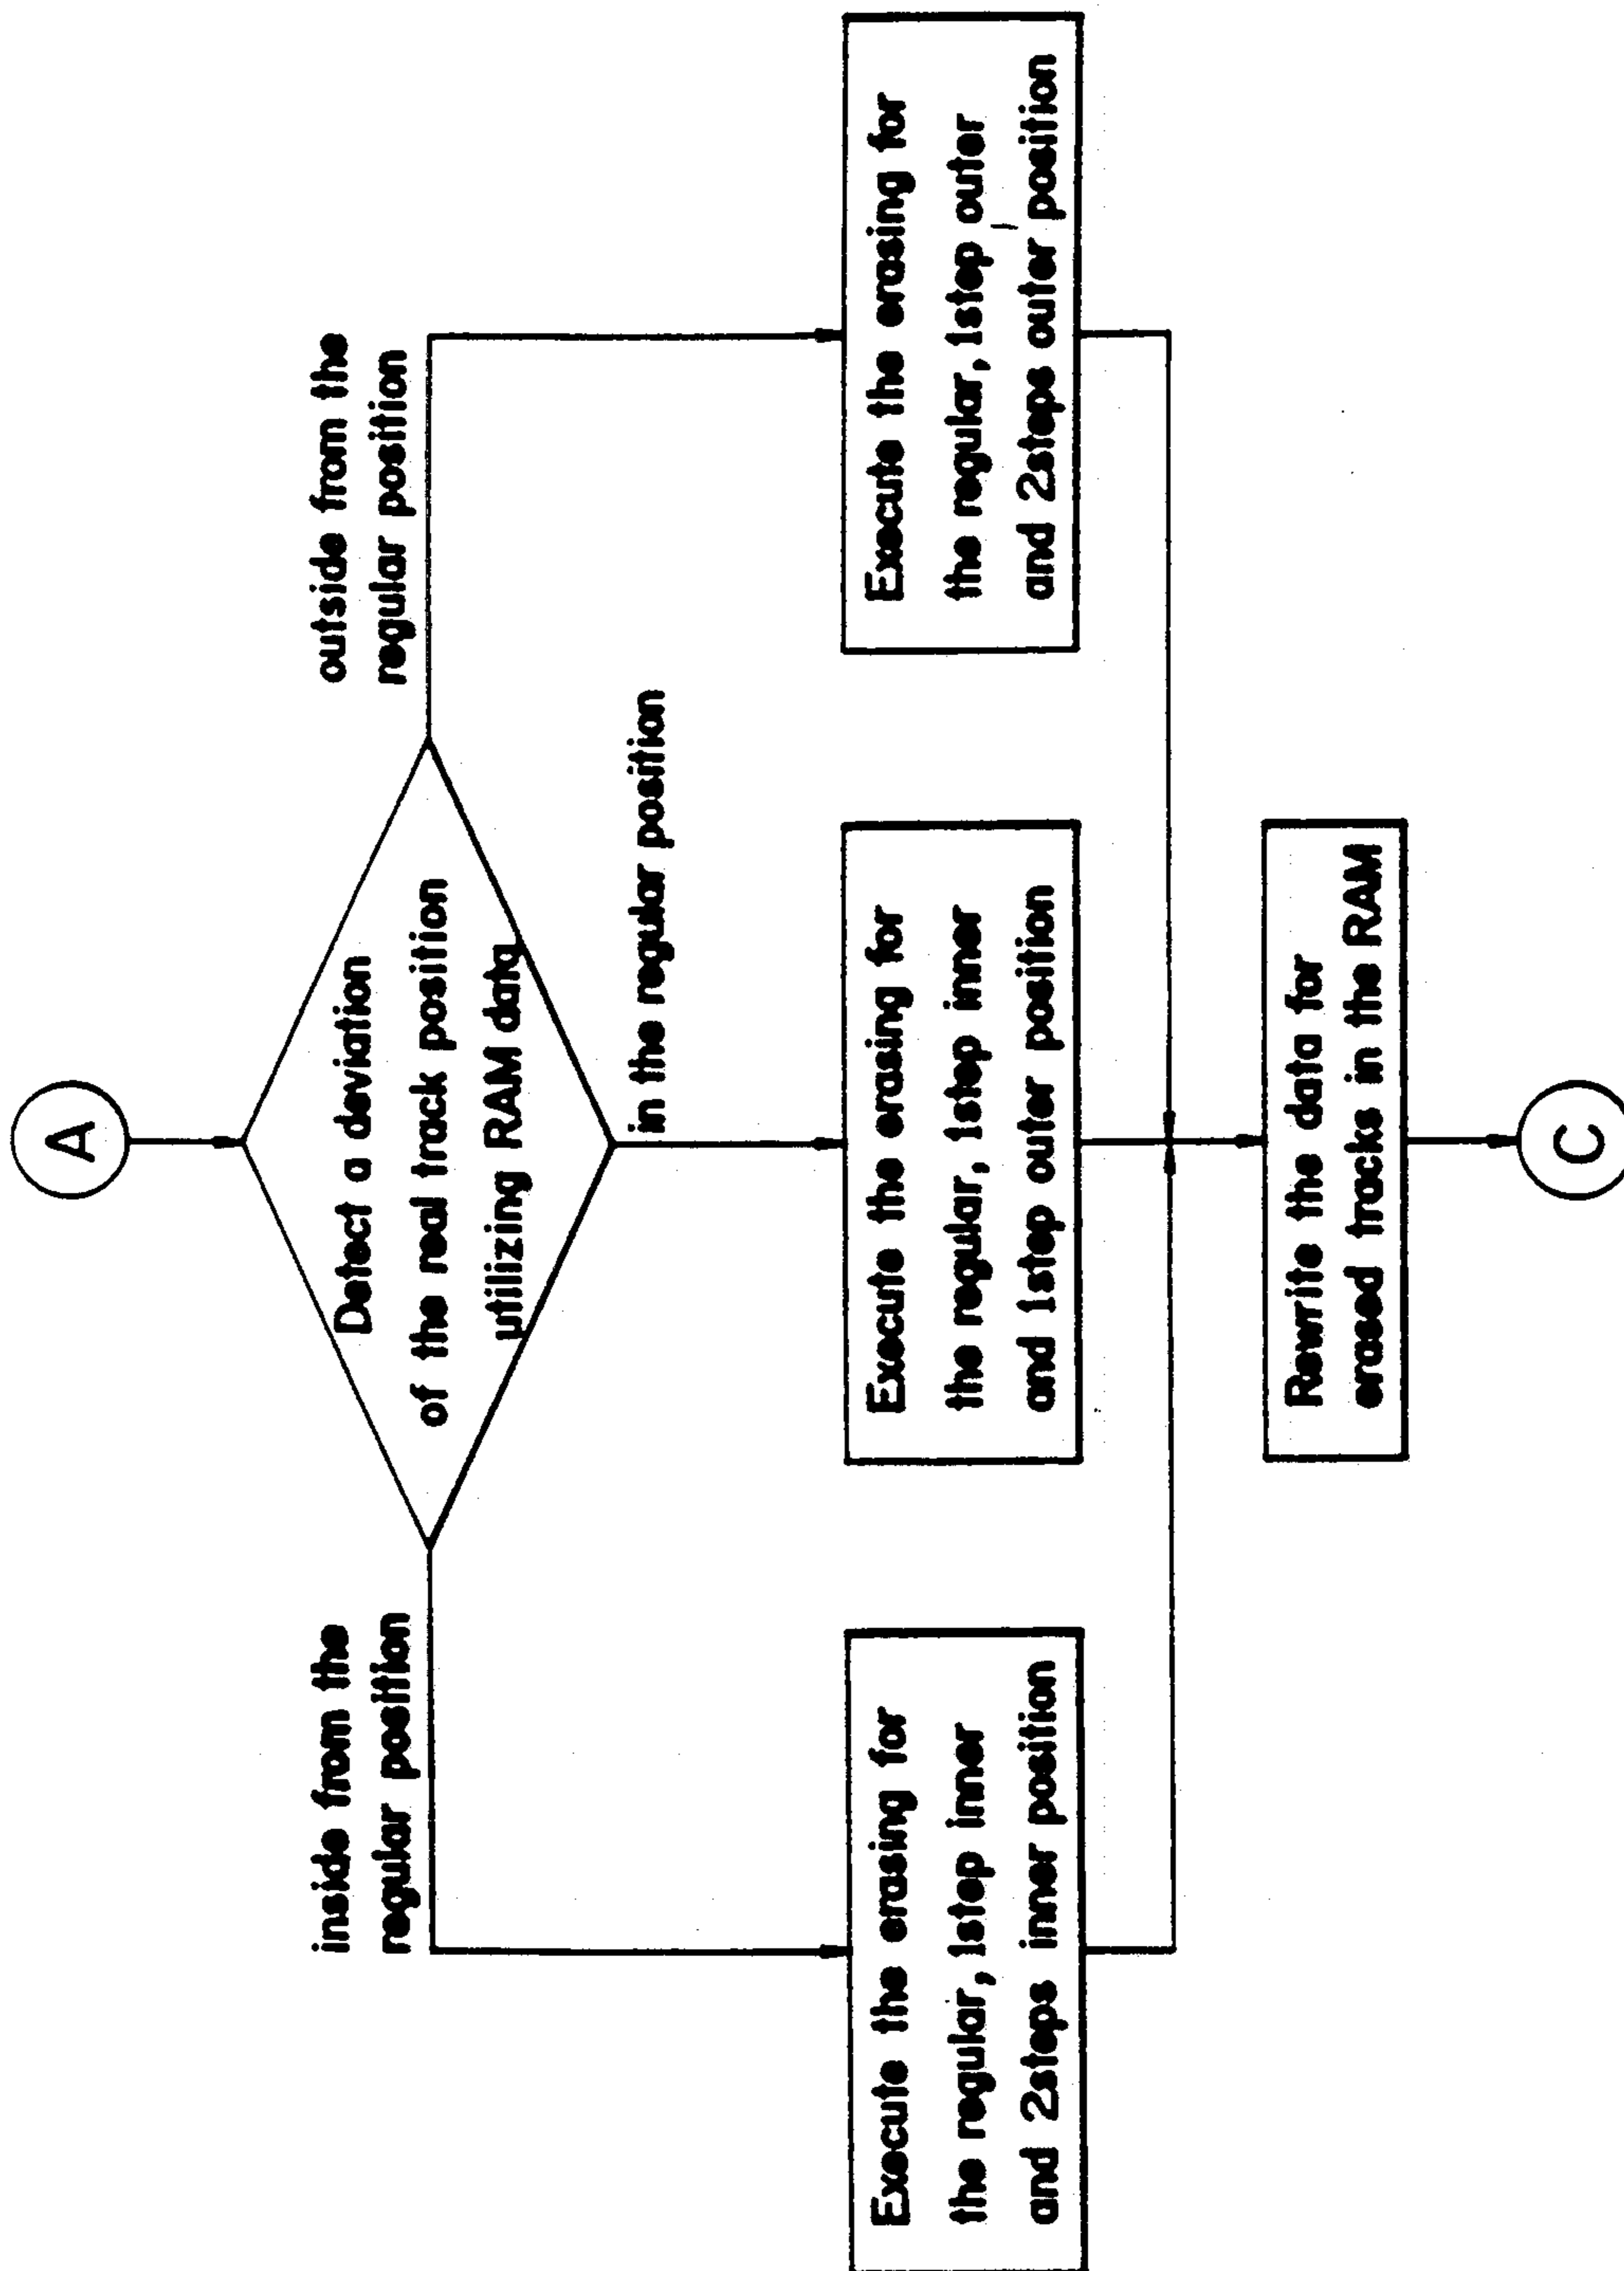 A
Detect a deviation
of the real track position
utilizing RAM data
inside from the
regular position
in the regular position
outside from the
regular position
Execute the erasing for
the regular, 1step inner
and 2steps inner position
Execute the erasing for
the regular, 1step inner
and 1step outer position
Execute the erasing for
the regular, 1step outer
and 2steps outer position
Rewrite the data for
erased tracks in the RAM
C